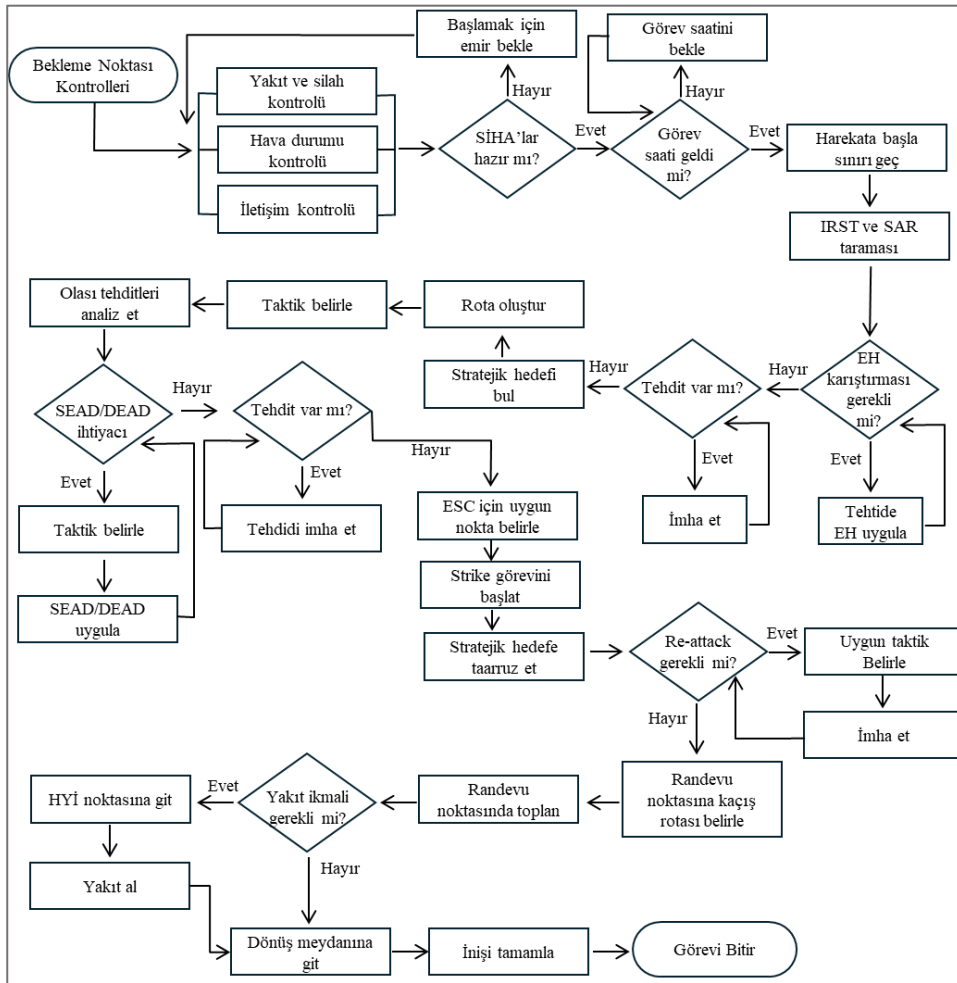 Başlamak için
emir bekle
Görev saatini
bekle
Bekleme Noktası
Kontrolleri
Yakıt ve silah
kontrolü
Hayır
Hayır
Hava durumu
kontrolü
SİHA’lar
hazır mı?
Evet
Görev
saati geldi
mi?
Evet
Harekata başla
sınırı geç
İletişim kontrolü
IRST ve SAR
taraması
Olası tehditleri
analiz et
Taktik belirle
Rota oluştur
EH
karıştırması
gerekli
mi?
Hayır
Tehdit var mı?
Hayır
Stratejik hedefi
bul
SEAD/DEAD
ihtiyacı
Hayır
Tehdit var mı?
Hayır
Evet
Evet
Evet
Evet
Taktik belirle
Tehdidi imha et
ESC için uygun
nokta belirle
İmha et
Tehtide
EH uygula
SEAD/DEAD
uygula
Strike görevini
başlat
Stratejik hedefe
taarruz et
Re-attack
gerekli mi?
Evet
Uygun taktik
Belirle
Hayır
İmha et
HYİ noktasına git
Evet
Yakıt ikmali
gerekli mi?
Randevu
noktasında toplan
Randevu
noktasına kaçış
rotası belirle
Hayır
Yakıt al
Dönüş meydanına
git
İnişi tamamla
Görevi Bitir